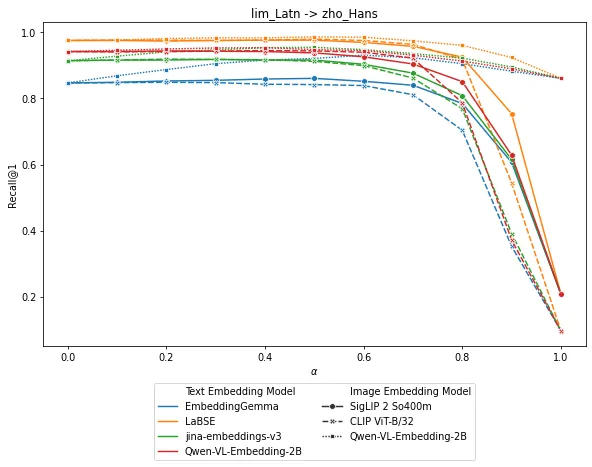 lim_Latn -> zho_Hans
1.0
0.8
0.6
0.4
0.2
Recall@1
0.0 0.2 0.4 0.6 0.8 1.0
α
Text Embedding Model Image Embedding Model
EmbeddingGemma SigLIP 2 So400m
LaBSE CLIP ViT-B/32
jina-embeddings-v3 Qwen-VL-Embedding-2B
Qwen-VL-Embedding-2B